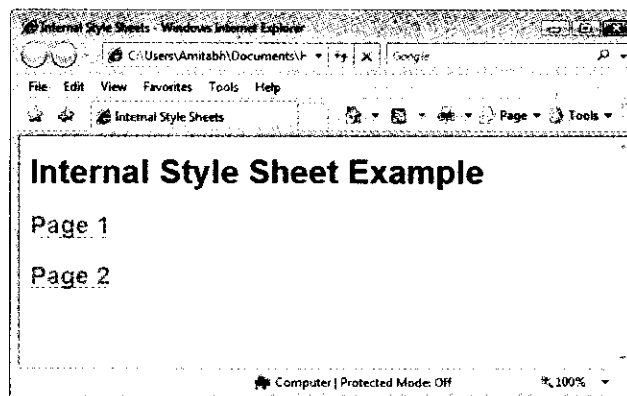 Internal Style Sheets - Windows Internet Explorer
C:\Users\Amitabh\Documents\H
Google
File Edit View Favorites Tools Help
Internal Style Sheets
Page
Tools
Internal Style Sheet Example
Page 1
Page 2
Computer | Protected Mode: Off
100%